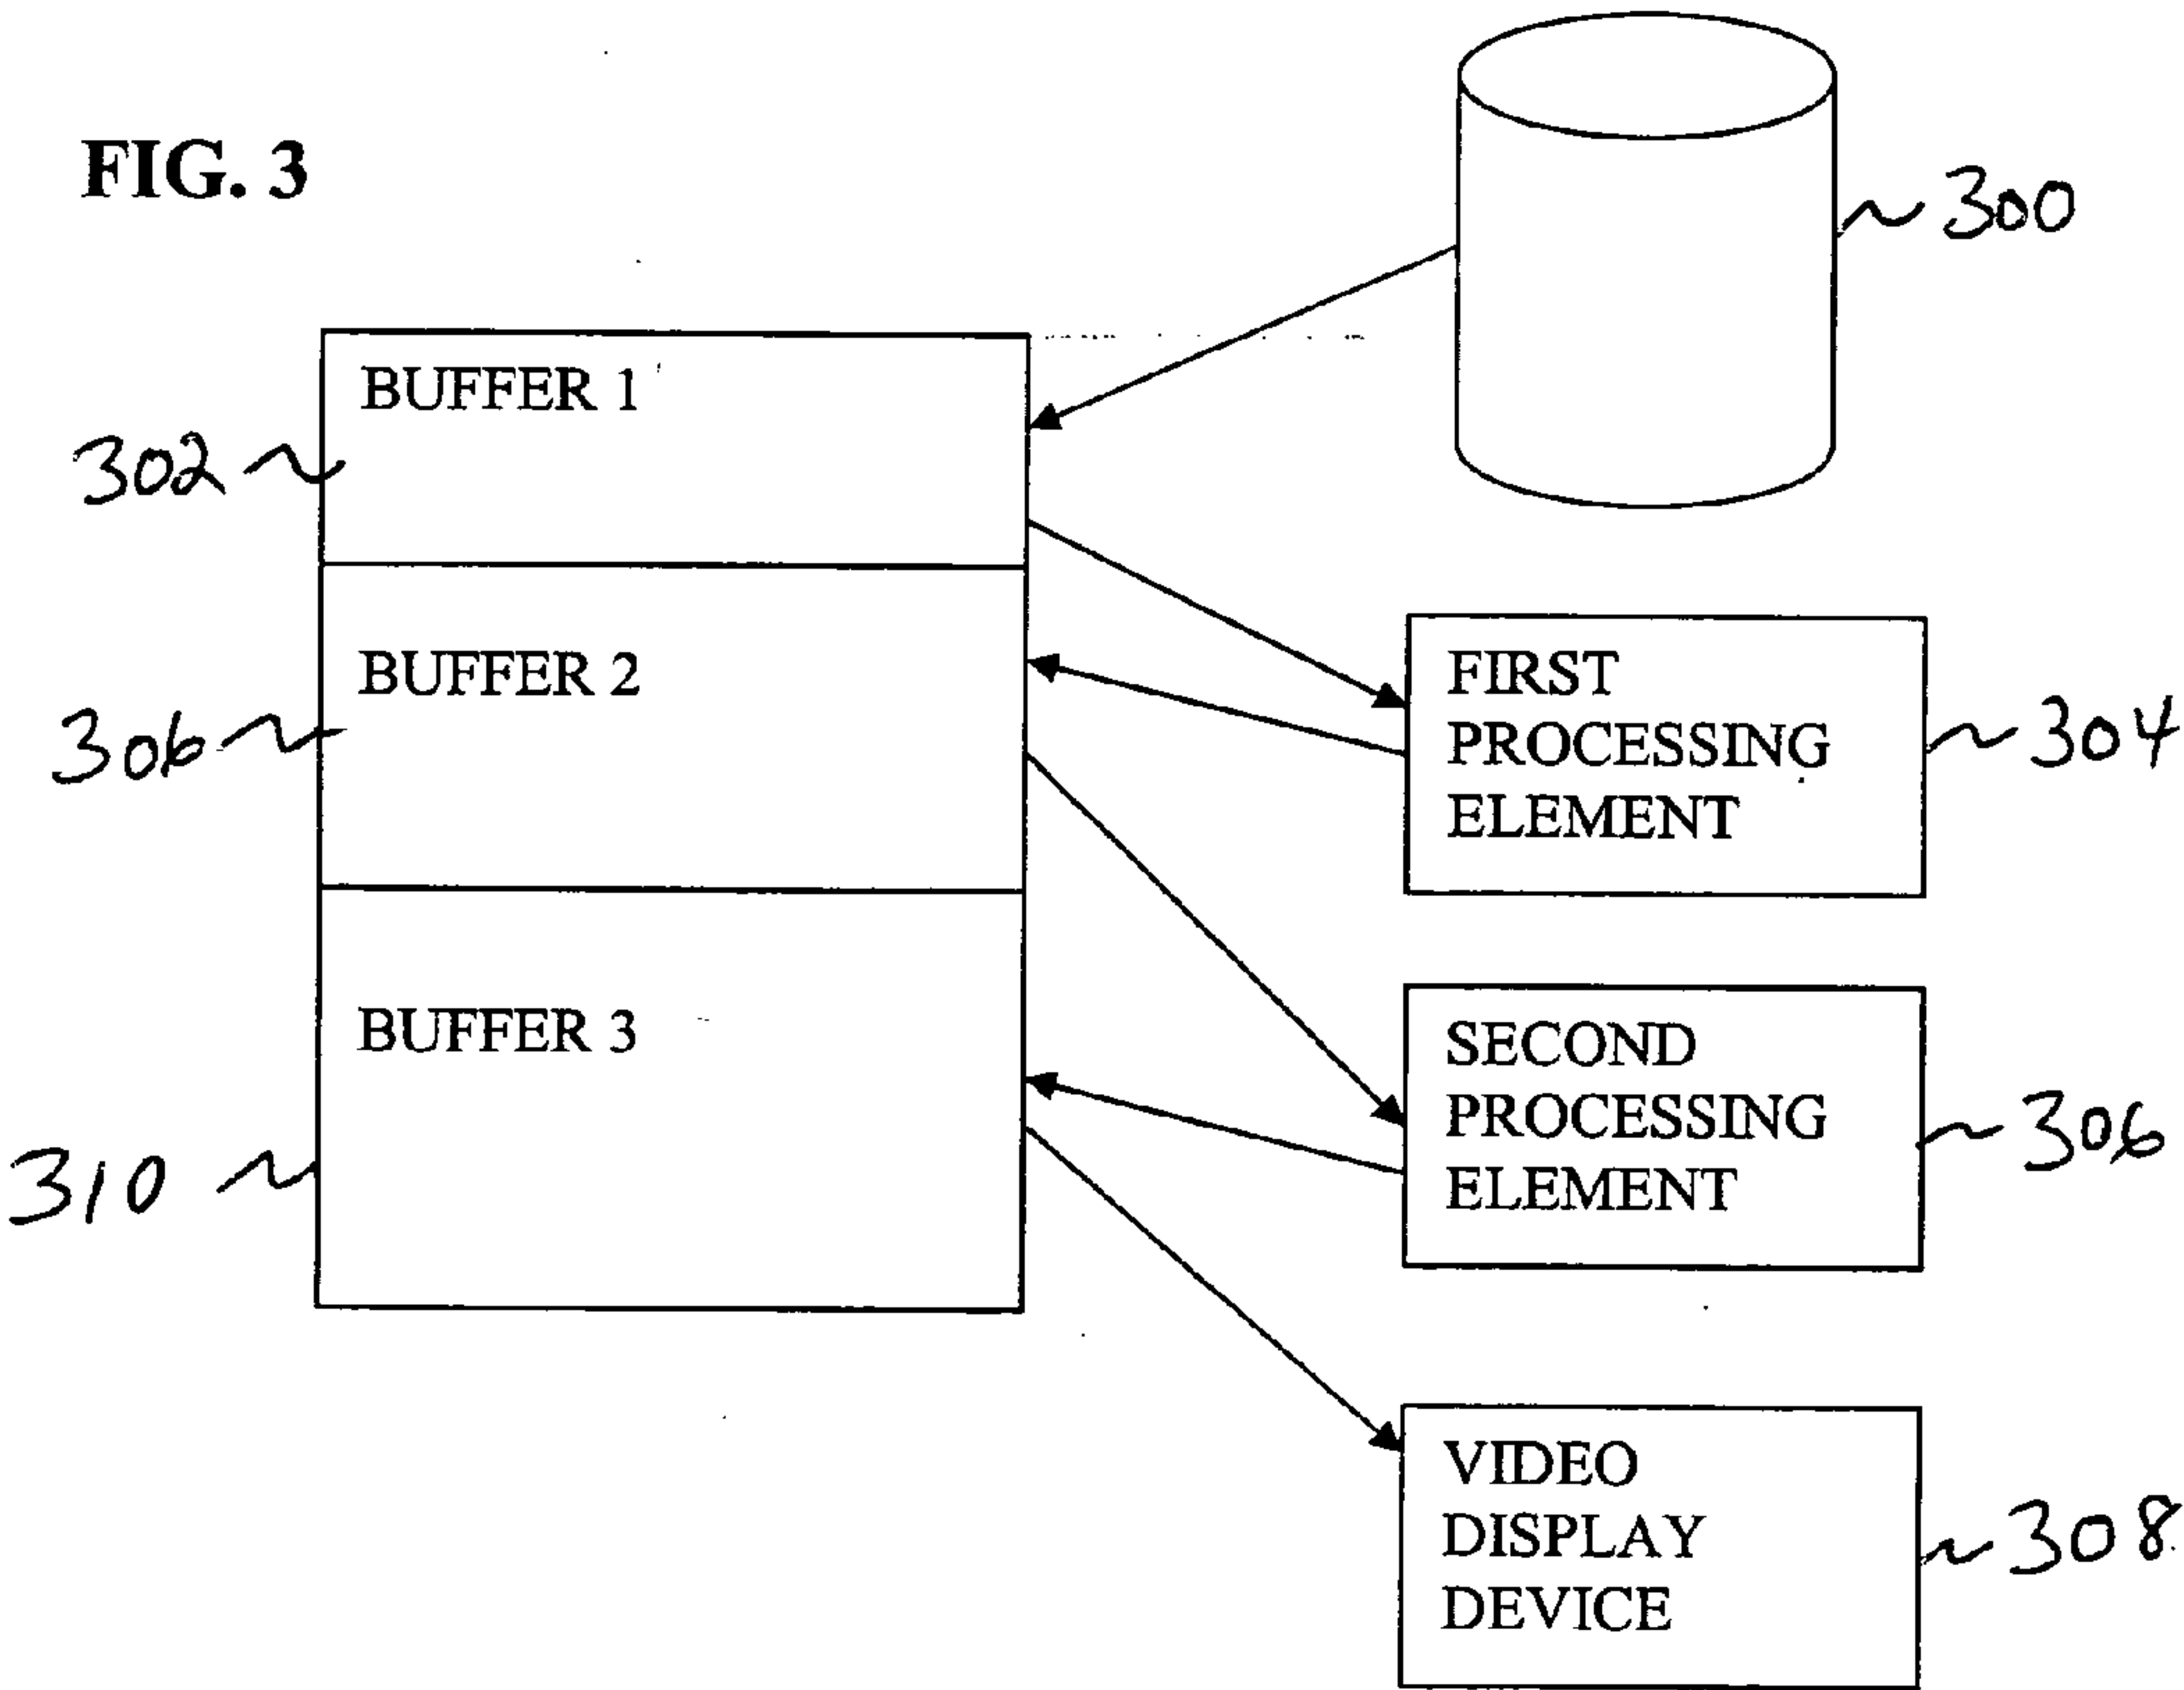 FIG. 3
300
BUFFER 1
302
BUFFER 2
306
FIRST
PROCESSING
ELEMENT
304
BUFFER 3
310
SECOND
PROCESSING
ELEMENT
306
VIDEO
DISPLAY
DEVICE
308